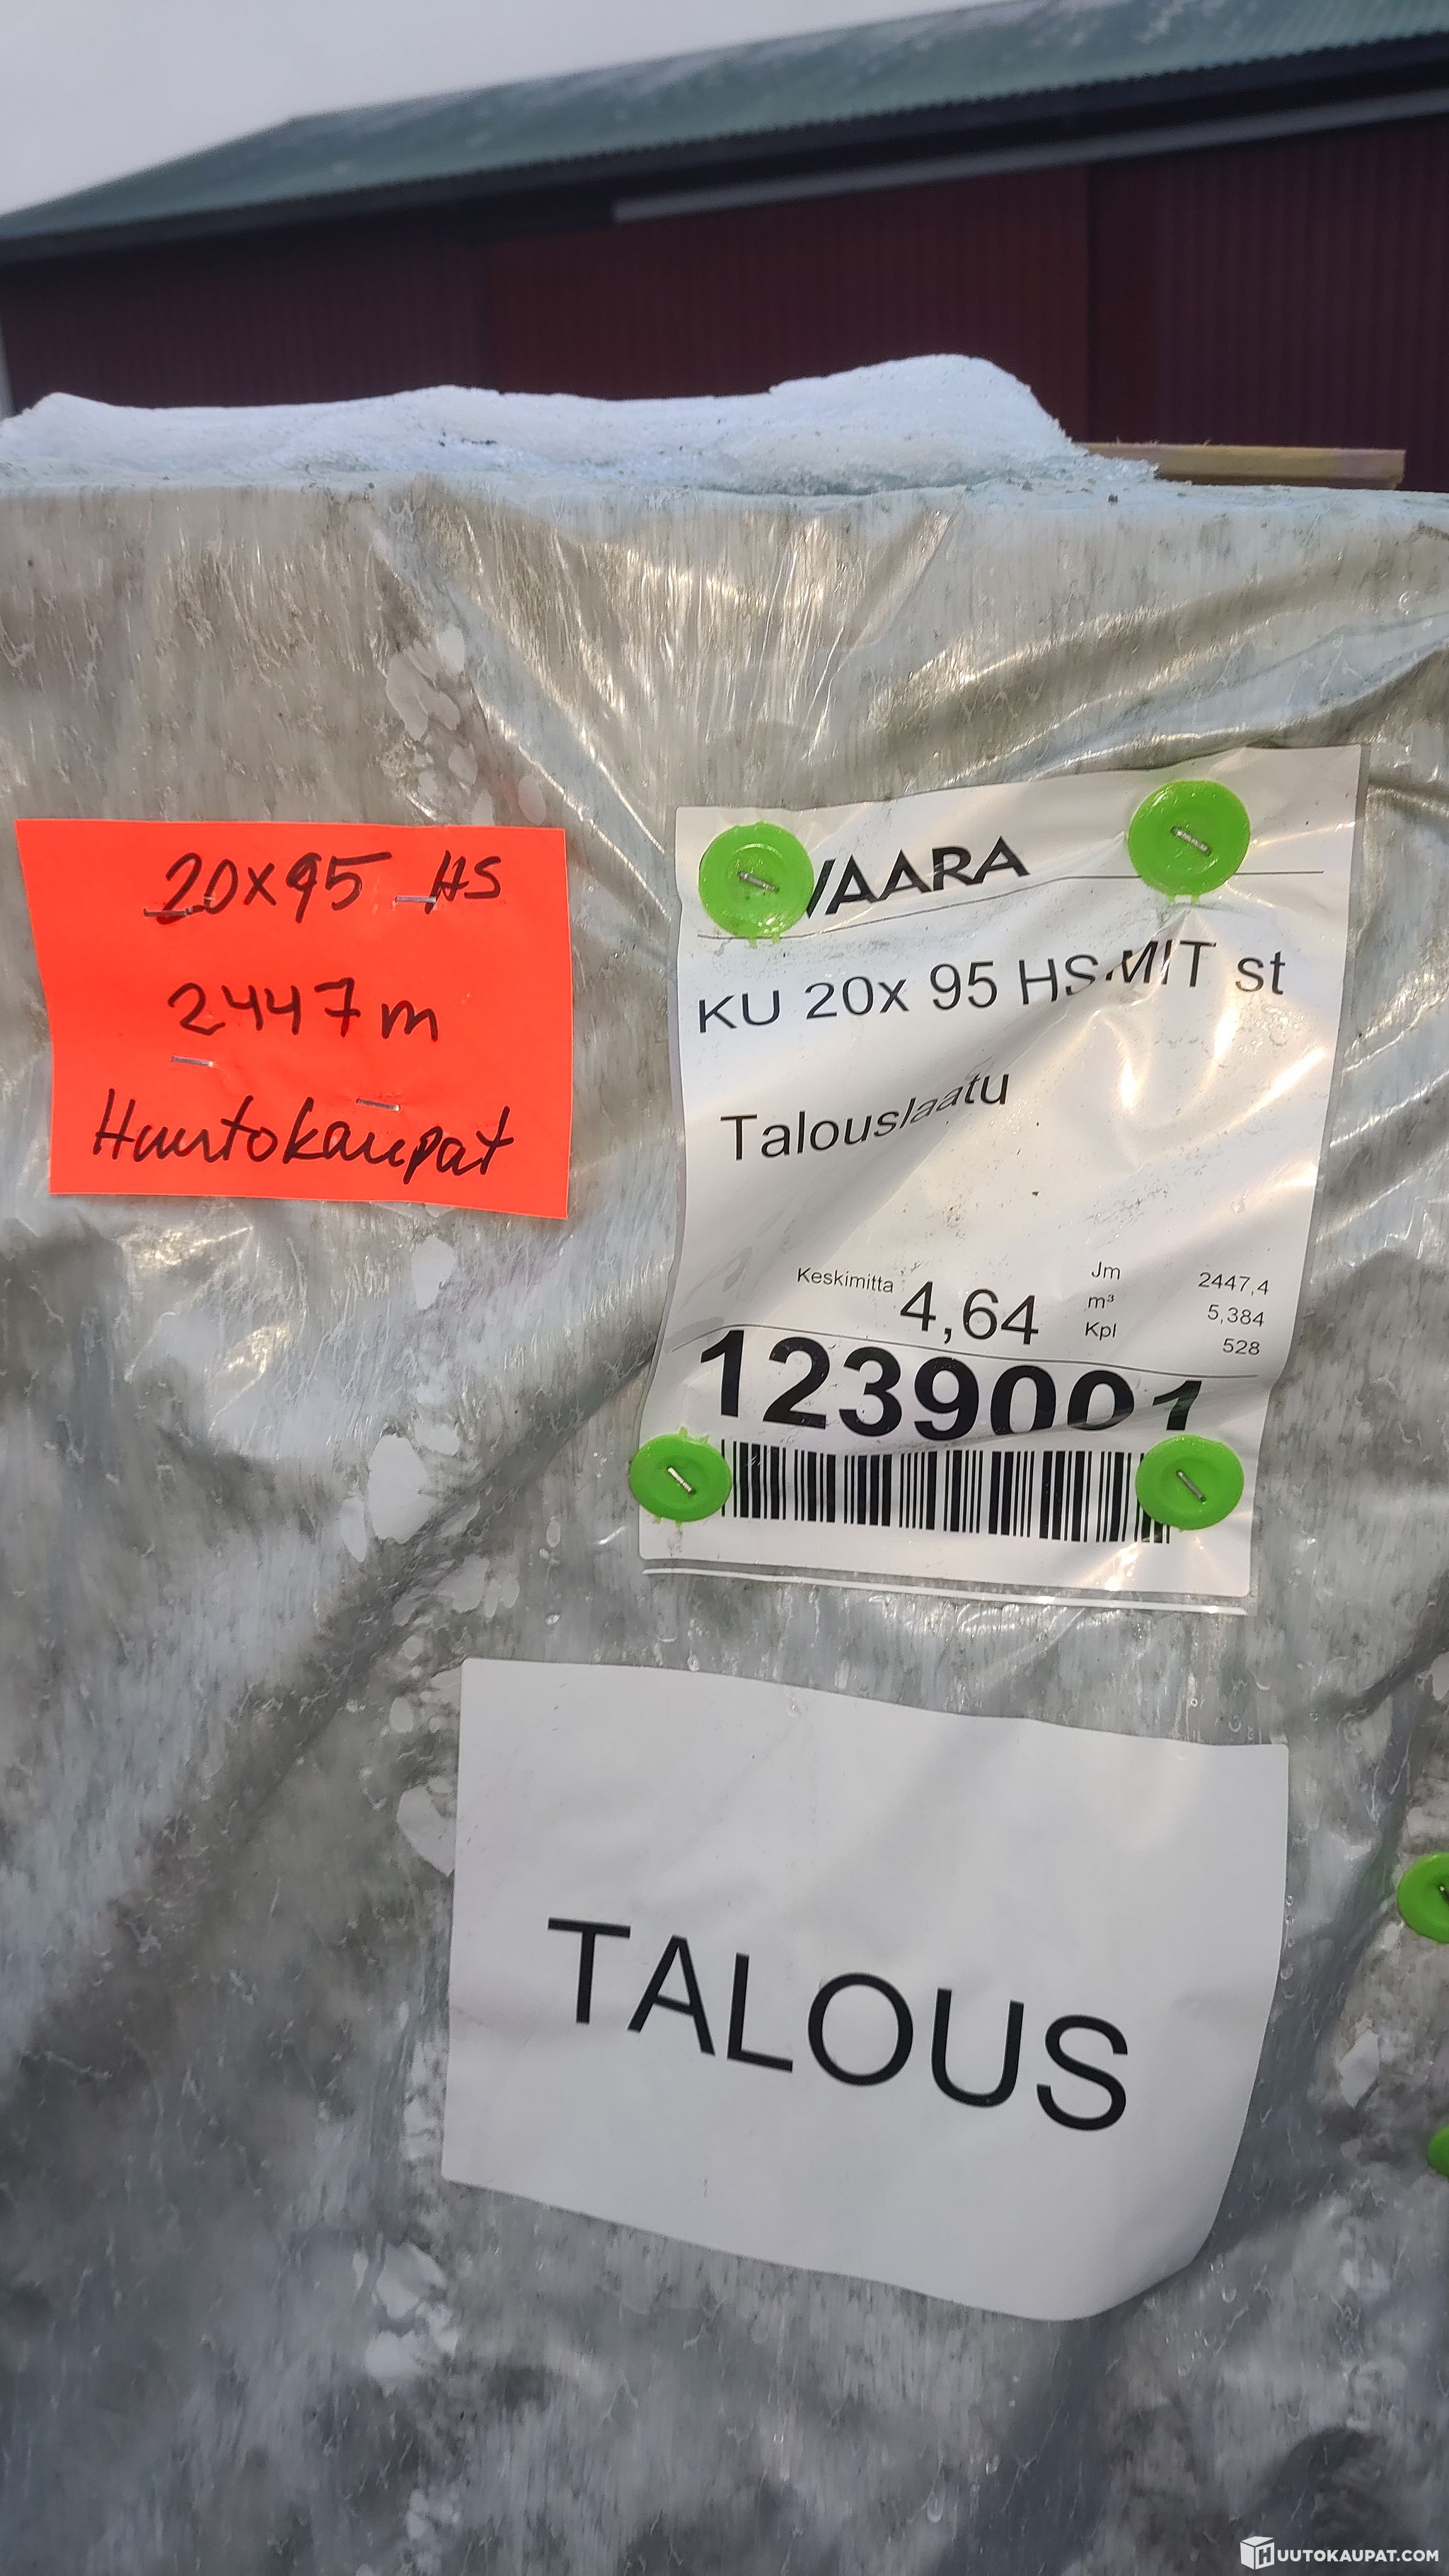 20x95 HS
2447 m
Huutokaupat
VAARA
KU 20x 95 HS MIT st
Talouslaatu
Keskimitta 4,64
Jm 2447,4
m³ 5,384
Kpl 528
1239001
TALOUS
HUUTOKAUPAT.COM